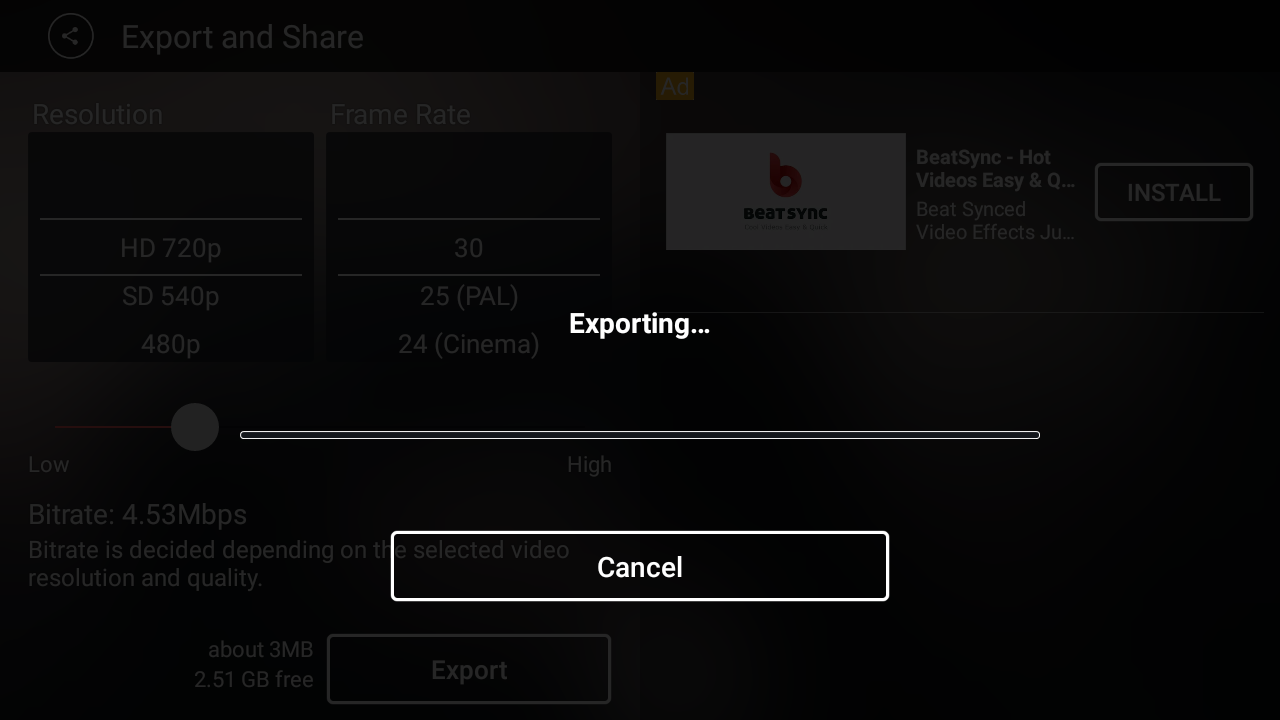 Export and Share
Resolution
Frame Rate
HD 720p
SD 540p
480p
30
25 (PAL)
24 (Cinema)
Low
High
Bitrate: 4.53Mbps
Bitrate is decided depending on the selected video
resolution and quality.
about 3MB
2.51 GB free
Export
Ad
BEATSYNC
BeatSync - Hot
Videos Easy & Q...
Beat Synced
Video Effects Ju...
INSTALL
Exporting...
Cancel